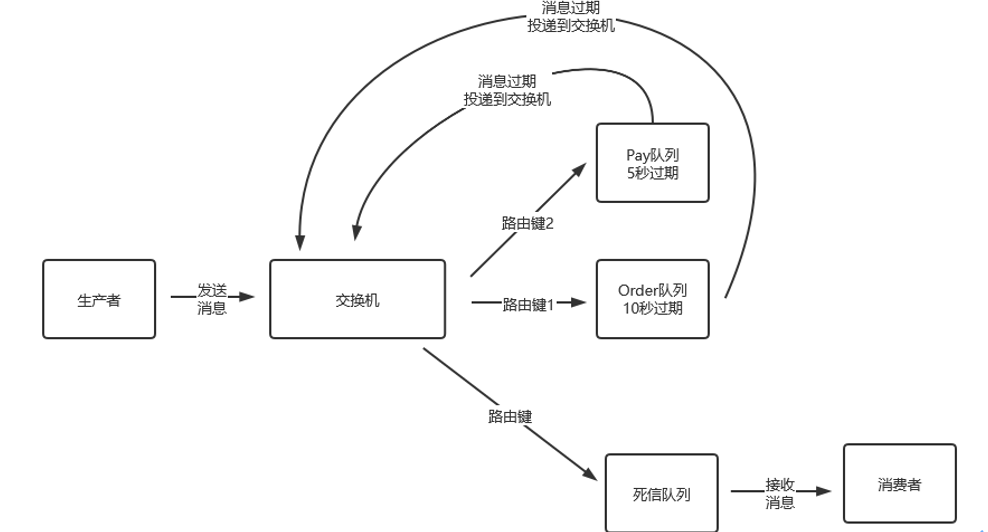 消息过期
投递到交换机
消息过期
投递到交换机
Pay队列
5秒过期
路由键2
生产者
发送
消息
交换机
路由键1
Order队列
10秒过期
路由键
死信队列
接收
消息
消费者